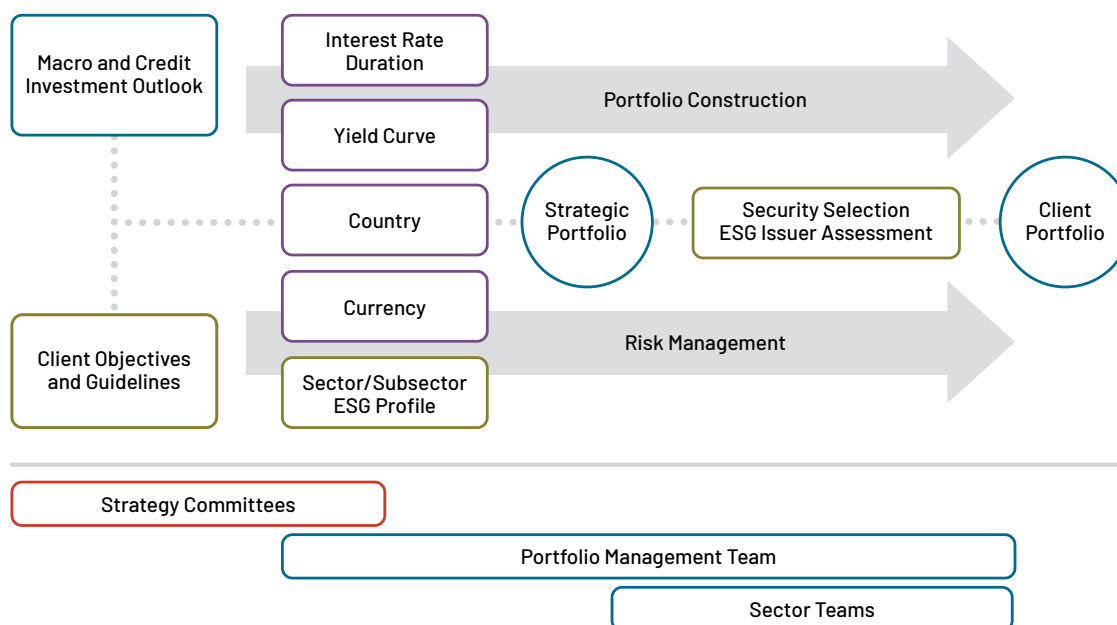 Macro and Credit
Investment Outlook
Client Objectives
and Guidelines
Interest Rate
Duration
Yield Curve
Country
Currency
Sector/Subsector
ESG Profile
Portfolio Construction
Strategic
Portfolio
Security Selection
ESG Issuer Assessment
Client
Portfolio
Risk Management
Strategy Committees
Portfolio Management Team
Sector Teams